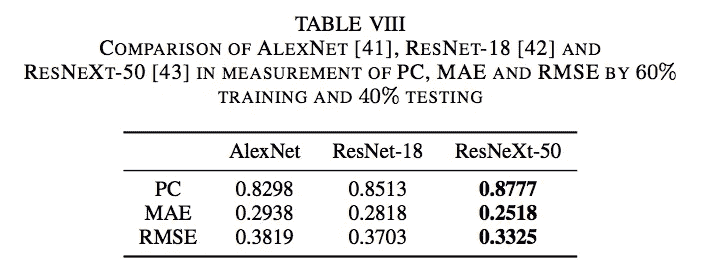 TABLE VIII
COMPARISON OF ALEXNET [41], RESNET-18 [42] AND
RESNEXT-50 [43] IN MEASUREMENT OF PC, MAE AND RMSE BY 60%
TRAINING AND 40% TESTING
AlexNet ResNet-18 ResNeXt-50
PC 0.8298 0.8513 0.8777
MAE 0.2938 0.2818 0.2518
RMSE 0.3819 0.3703 0.3325